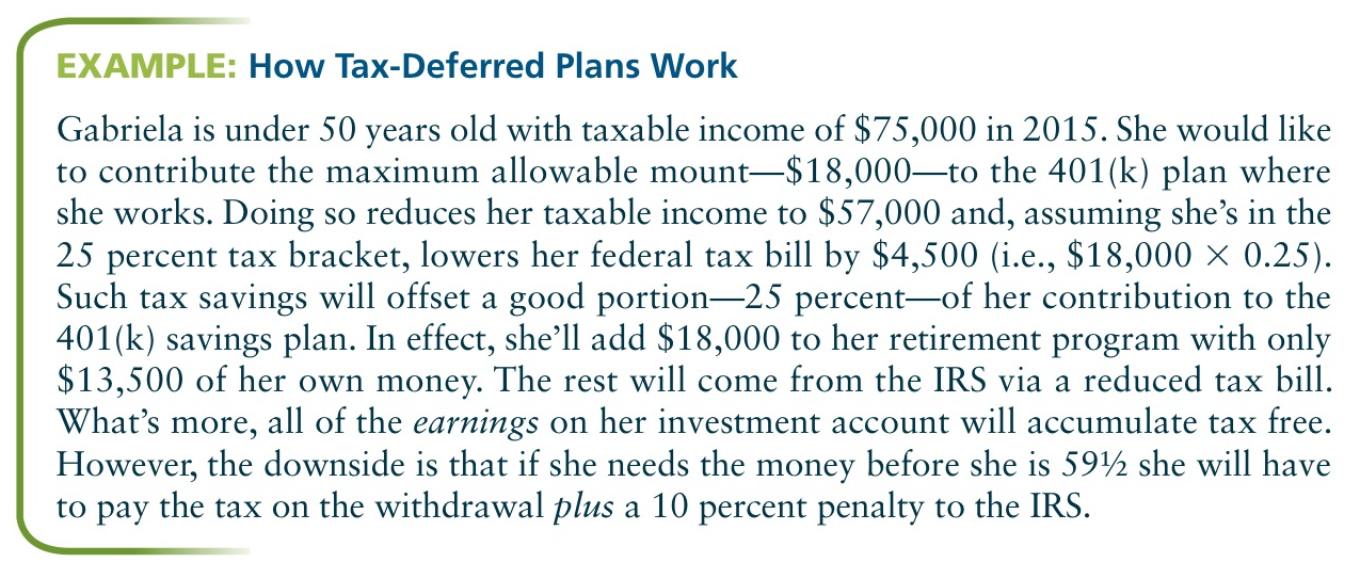 EXAMPLE: How Tax-Deferred Plans Work
Gabriela is under 50 years old with taxable income of $75,000 in 2015. She would like
to contribute the maximum allowable mount—$18,000—to the 401(k) plan where
she works. Doing so reduces her taxable income to $57,000 and, assuming she’s in the
25 percent tax bracket, lowers her federal tax bill by $4,500 (i.e., $18,000 × 0.25).
Such tax savings will offset a good portion—25 percent—of her contribution to the
401(k) savings plan. In effect, she’ll add $18,000 to her retirement program with only
$13,500 of her own money. The rest will come from the IRS via a reduced tax bill.
What’s more, all of the earnings on her investment account will accumulate tax free.
However, the downside is that if she needs the money before she is 59½ she will have
to pay the tax on the withdrawal plus a 10 percent penalty to the IRS.